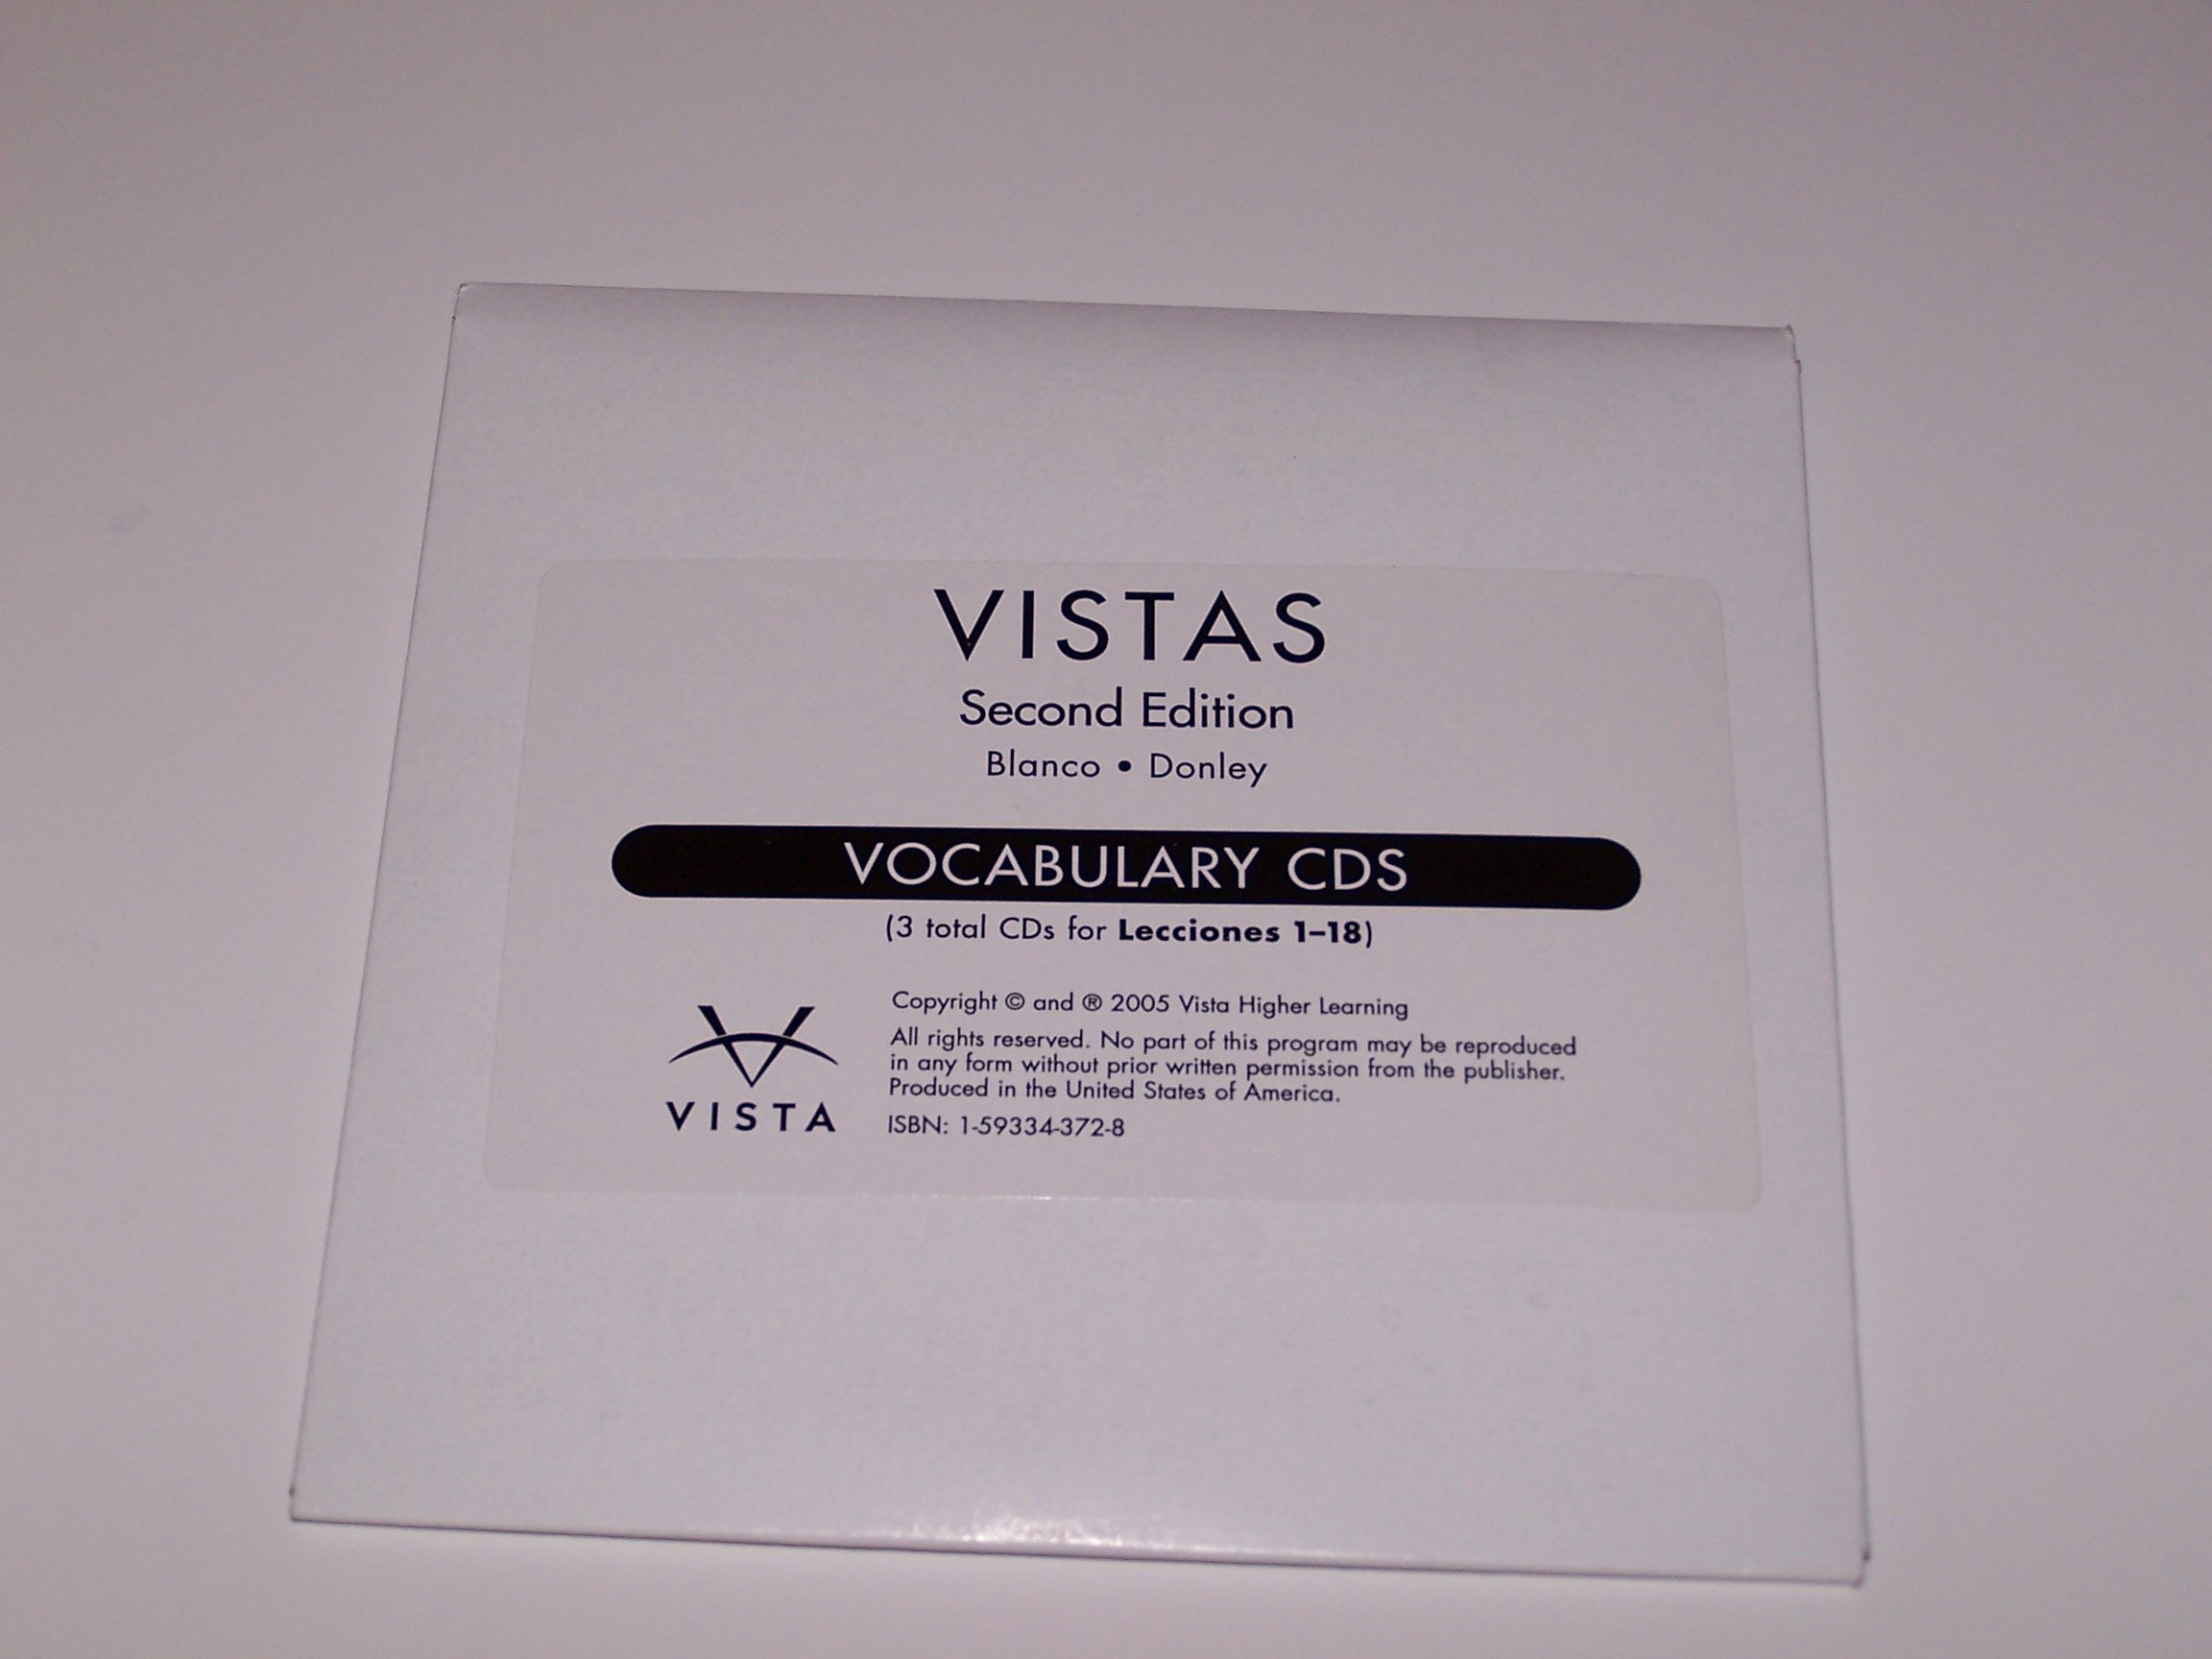 VISTAS
Second Edition
Blanco • Donley
VOCABULARY CDS
(3 total CDs for Lecciones 1–18)
Copyright © and ® 2005 Vista Higher Learning
All rights reserved. No part of this program may be reproduced
in any form without prior written permission from the publisher.
Produced in the United States of America.
ISBN: 1-59334-372-8
VISTA